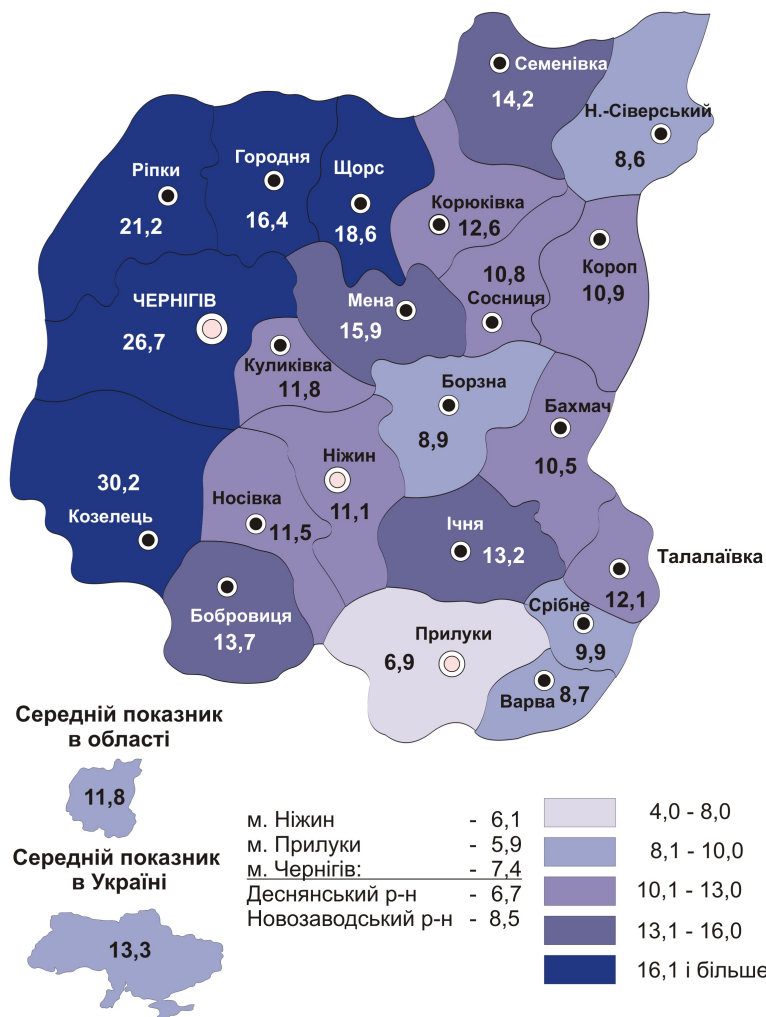 Семенівка
14,2
Н.-Сіверський
8,6
Ріпки
21,2
Городня
16,4
Щорс
18,6
Корюківка
12,6
Короп
10,9
10,8
Сосниця
ЧЕРНІГІВ
26,7
Мена
15,9
Куликівка
11,8
Борзна
8,9
Бахмач
10,5
30,2
Козелець
Носівка
11,5
Ніжин
11,1
Ічня
13,2
Талалаївка
12,1
Бобровиця
13,7
Прилуки
6,9
Срібне
9,9
Варва
8,7
Середній показник
в області
11,8
Середній показник
в Україні
13,3
м. Ніжин - 6,1
м. Прилуки - 5,9
м. Чернігів: - 7,4
Деснянський р-н - 6,7
Новозаводський р-н - 8,5
4,0 - 8,0
8,1 - 10,0
10,1 - 13,0
13,1 - 16,0
16,1 і більше